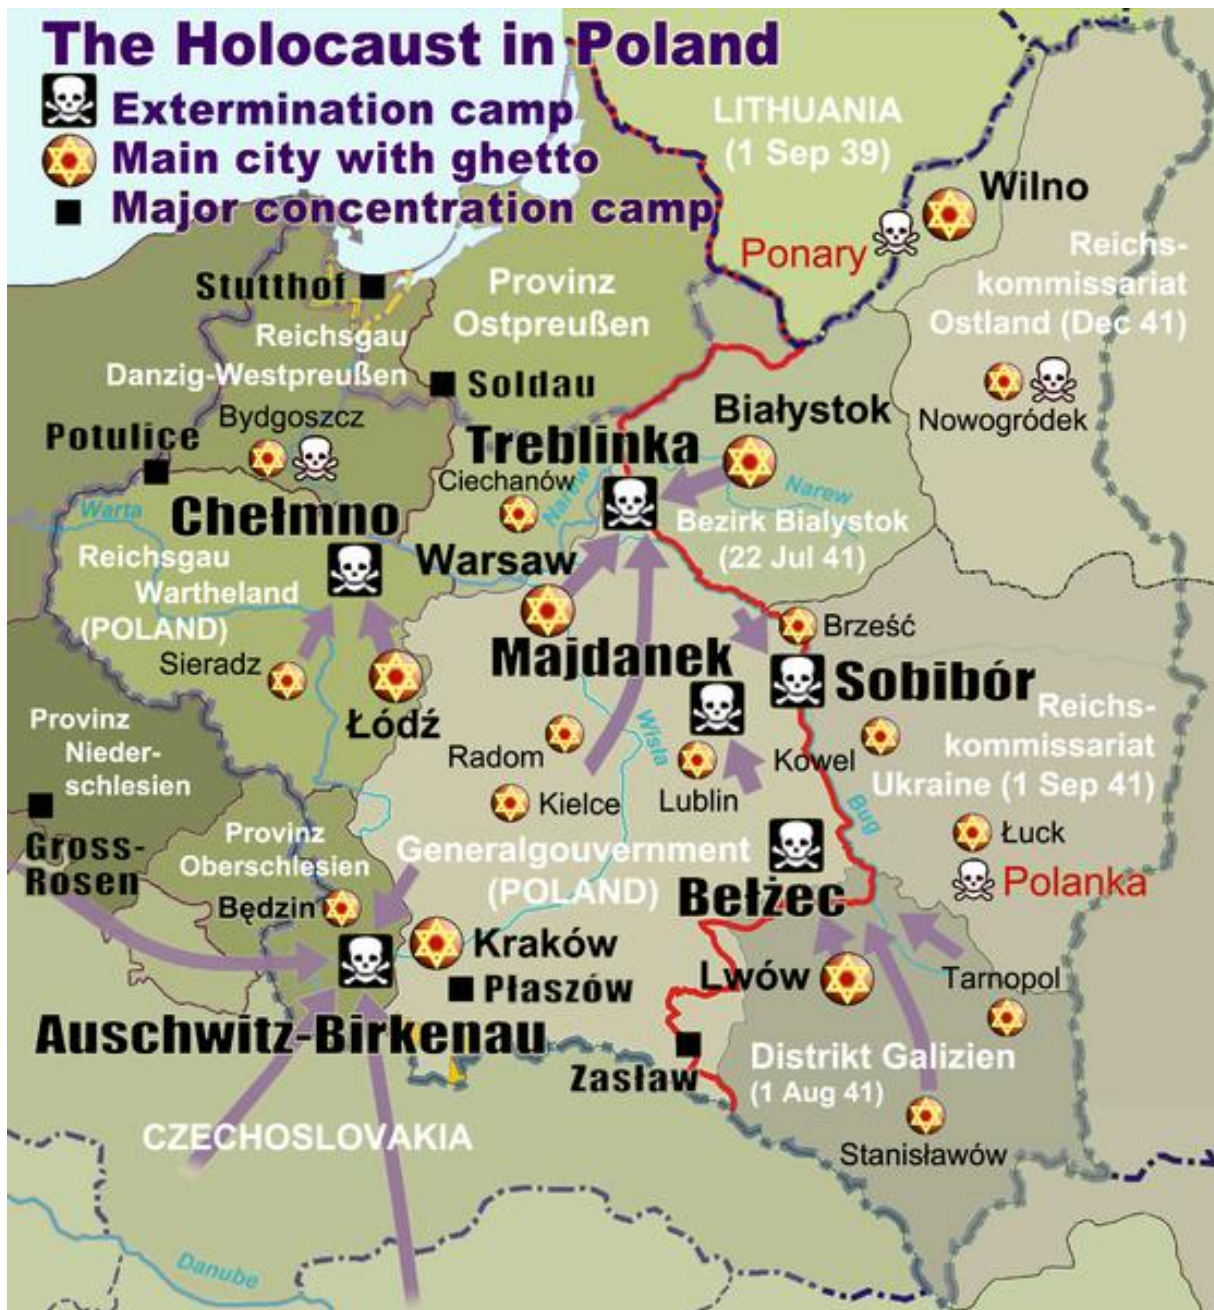 The Holocaust in Poland
Extermination camp
Main city with ghetto
Major concentration camp
LITHUANIA
(1 Sep 39)
Wilno
Ponary
Reichs-
kommissariat
Ostland (Dec 41)
Stutthof
Provinz
Ostpreußen
Reichsgau
Danzig-Westpreußen
Soldau
Nowogródek
Bydgoszcz
Białystok
Potulice
Treblinka
Ciechanów
Narew
Narew
Warta
Chełmno
Bezirk Bialystok
(22 Jul 41)
Reichsgau
Wartheland
(POLAND)
Warsaw
Brześć
Sieradz
Majdanek
Sobibór
Łódź
Provinz
Nieder-
schlesien
Wisła
Reichs-
kommissariat
Ukraine (1 Sep 41)
Radom
Kowel
Kielce
Lublin
Bug
Gross-
Rosen
Provinz
Oberschlesien
Generalgouvernment
(POLAND)
Łuck
Polanka
Bełżec
Będzin
Kraków
Lwów
Tarnopol
Płaszów
Auschwitz-Birkenau
Zasław
Distrikt Galizien
(1 Aug 41)
CZECHOSLOVAKIA
Stanisławów
Danube